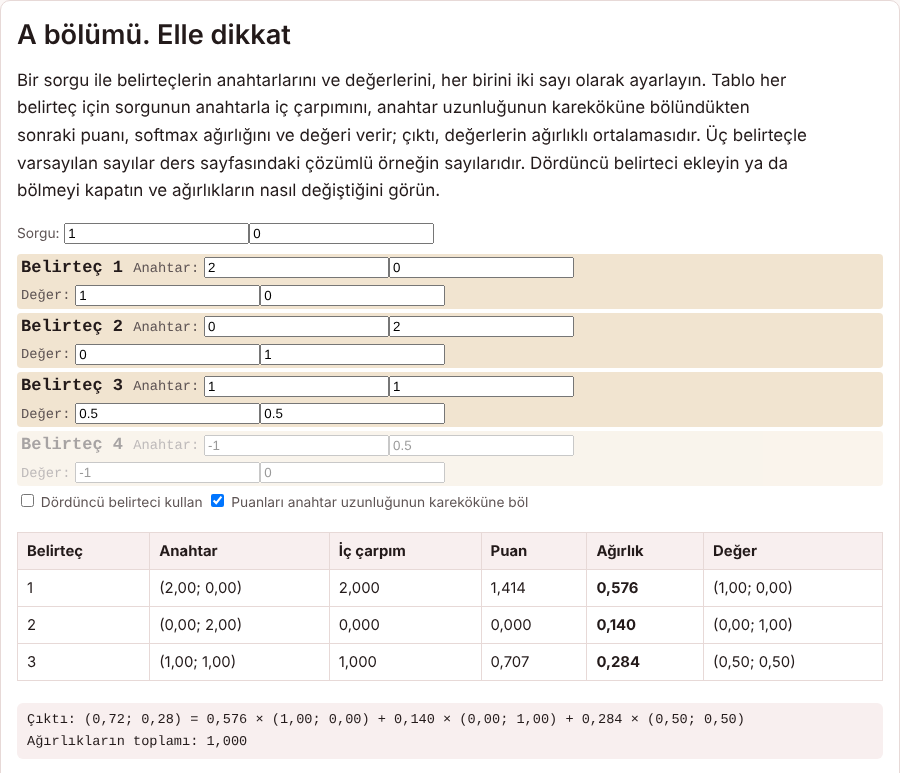 A bölümü. Elle dikkat
Bir sorgu ile belirteçlerin anahtarlarını ve değerlerini, her birini iki sayı olarak ayarlayın. Tablo her
belirteç için sorgunun anahtarla iç çarpımını, anahtar uzunluğunun kareköküne bölündükten
sonraki puanı, softmax ağırlığını ve değeri verir; çıktı, değerlerin ağırlıklı ortalamasıdır. Üç belirteçle
varsayılan sayılar ders sayfasındaki çözümlü örneğin sayılarıdır. Dördüncü belirteci ekleyin ya da
bölmeyi kapatın ve ağırlıkların nasıl değiştiğini görün.
Sorgu: 1 0
Belirteç 1 Anahtar: 2 0
Değer: 1 0
Belirteç 2 Anahtar: 0 2
Değer: 0 1
Belirteç 3 Anahtar: 1 1
Değer: 0.5 0.5
Belirteç 4 Anahtar: -1 0.5
Değer: -1 0
Dördüncü belirteci kullan Puanları anahtar uzunluğunun kareköküne böl
Belirteç Anahtar İç çarpım Puan Ağırlık Değer
1 (2,00; 0,00) 2,000 1,414 0,576 (1,00; 0,00)
2 (0,00; 2,00) 0,000 0,000 0,140 (0,00; 1,00)
3 (1,00; 1,00) 1,000 0,707 0,284 (0,50; 0,50)
Çıktı: (0,72; 0,28) = 0,576 × (1,00; 0,00) + 0,140 × (0,00; 1,00) + 0,284 × (0,50; 0,50)
Ağırlıkların toplamı: 1,000